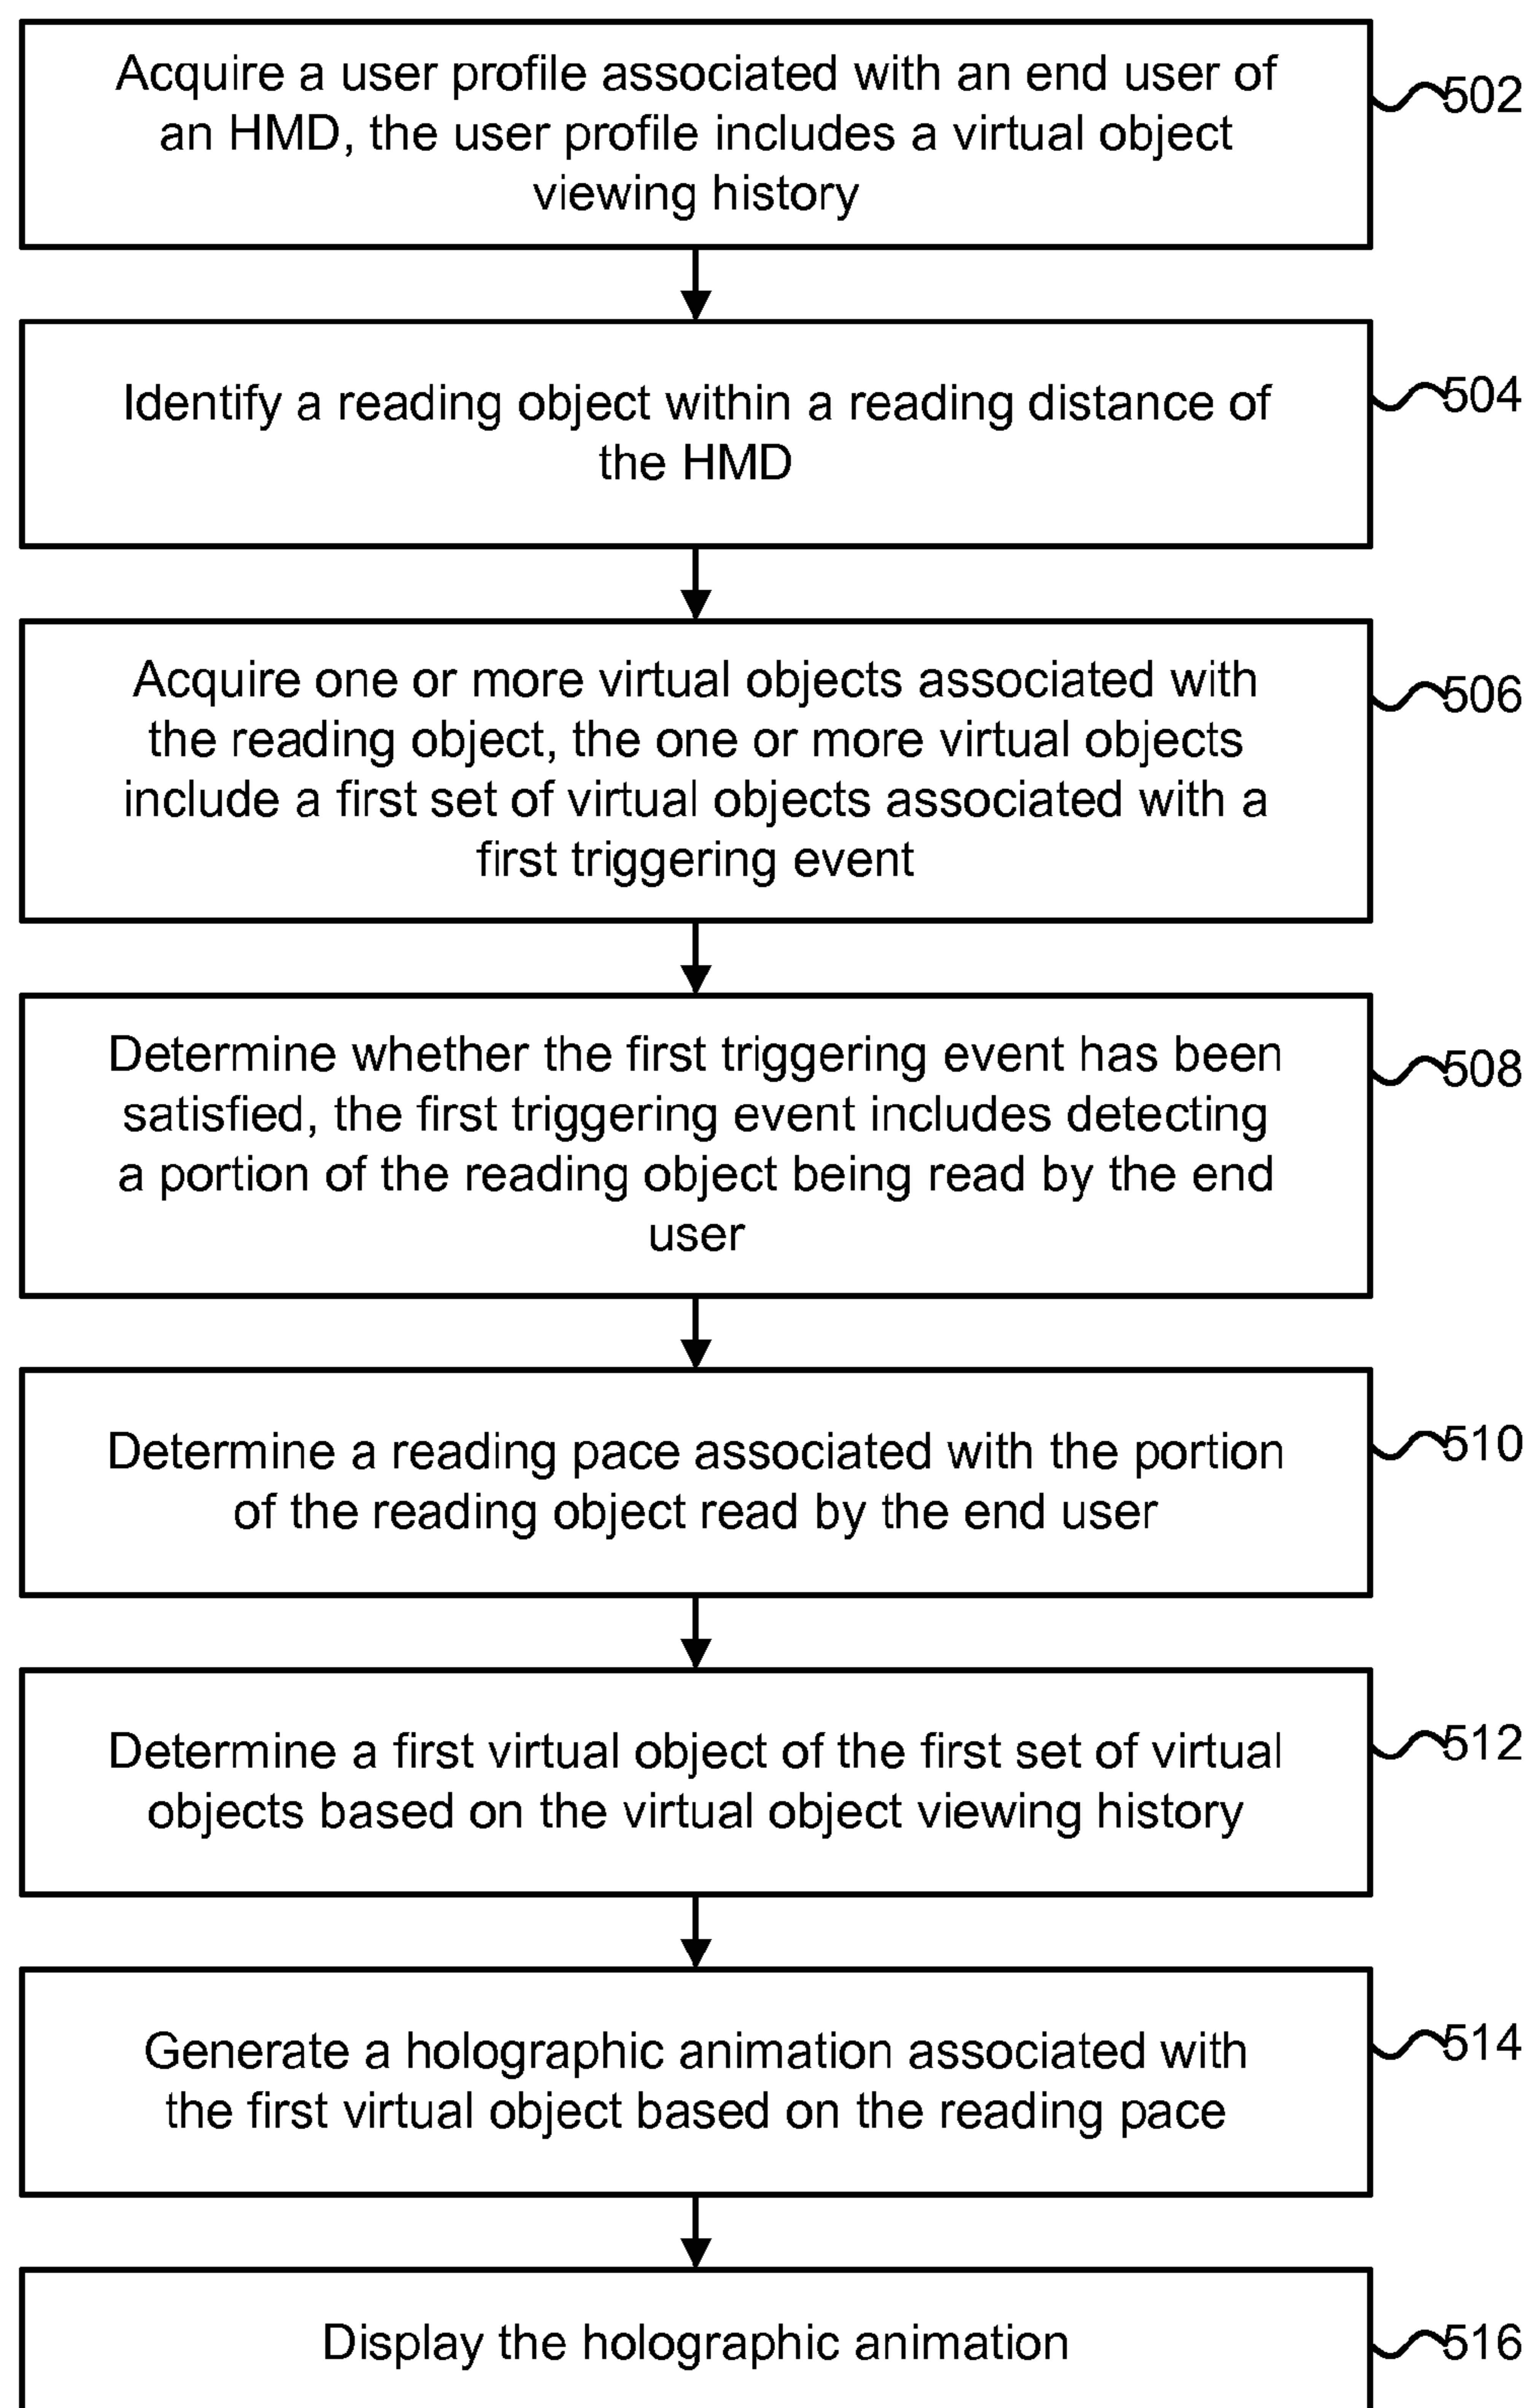 Acquire a user profile associated with an end user of
an HMD, the user profile includes a virtual object
viewing history
502
Identify a reading object within a reading distance of
the HMD
504
Acquire one or more virtual objects associated with
the reading object, the one or more virtual objects
include a first set of virtual objects associated with a
first triggering event
506
Determine whether the first triggering event has been
satisfied, the first triggering event includes detecting
a portion of the reading object being read by the end
user
508
Determine a reading pace associated with the portion
of the reading object read by the end user
510
Determine a first virtual object of the first set of virtual
objects based on the virtual object viewing history
512
Generate a holographic animation associated with
the first virtual object based on the reading pace
514
Display the holographic animation
516